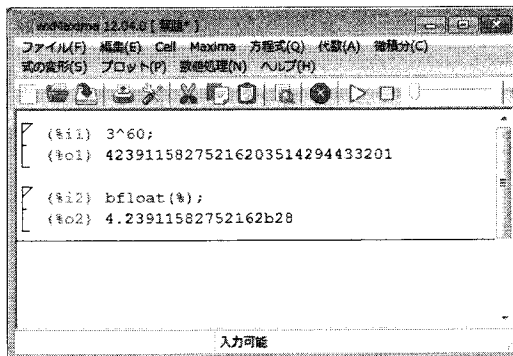 wxMaxima 12.04.0 [ 無題* ]
ファイル(F) 編集(E) Cell Maxima 方程式(Q) 代数(A) 微積分(C)
式の変形(S) プロット(P) 数値処理(N) ヘルプ(H)
(%i1) 3^60;
(%o1) 42391158275216203514294433201
(%i2) bfloat(%);
(%o2) 4.239115827521620b28
入力可能